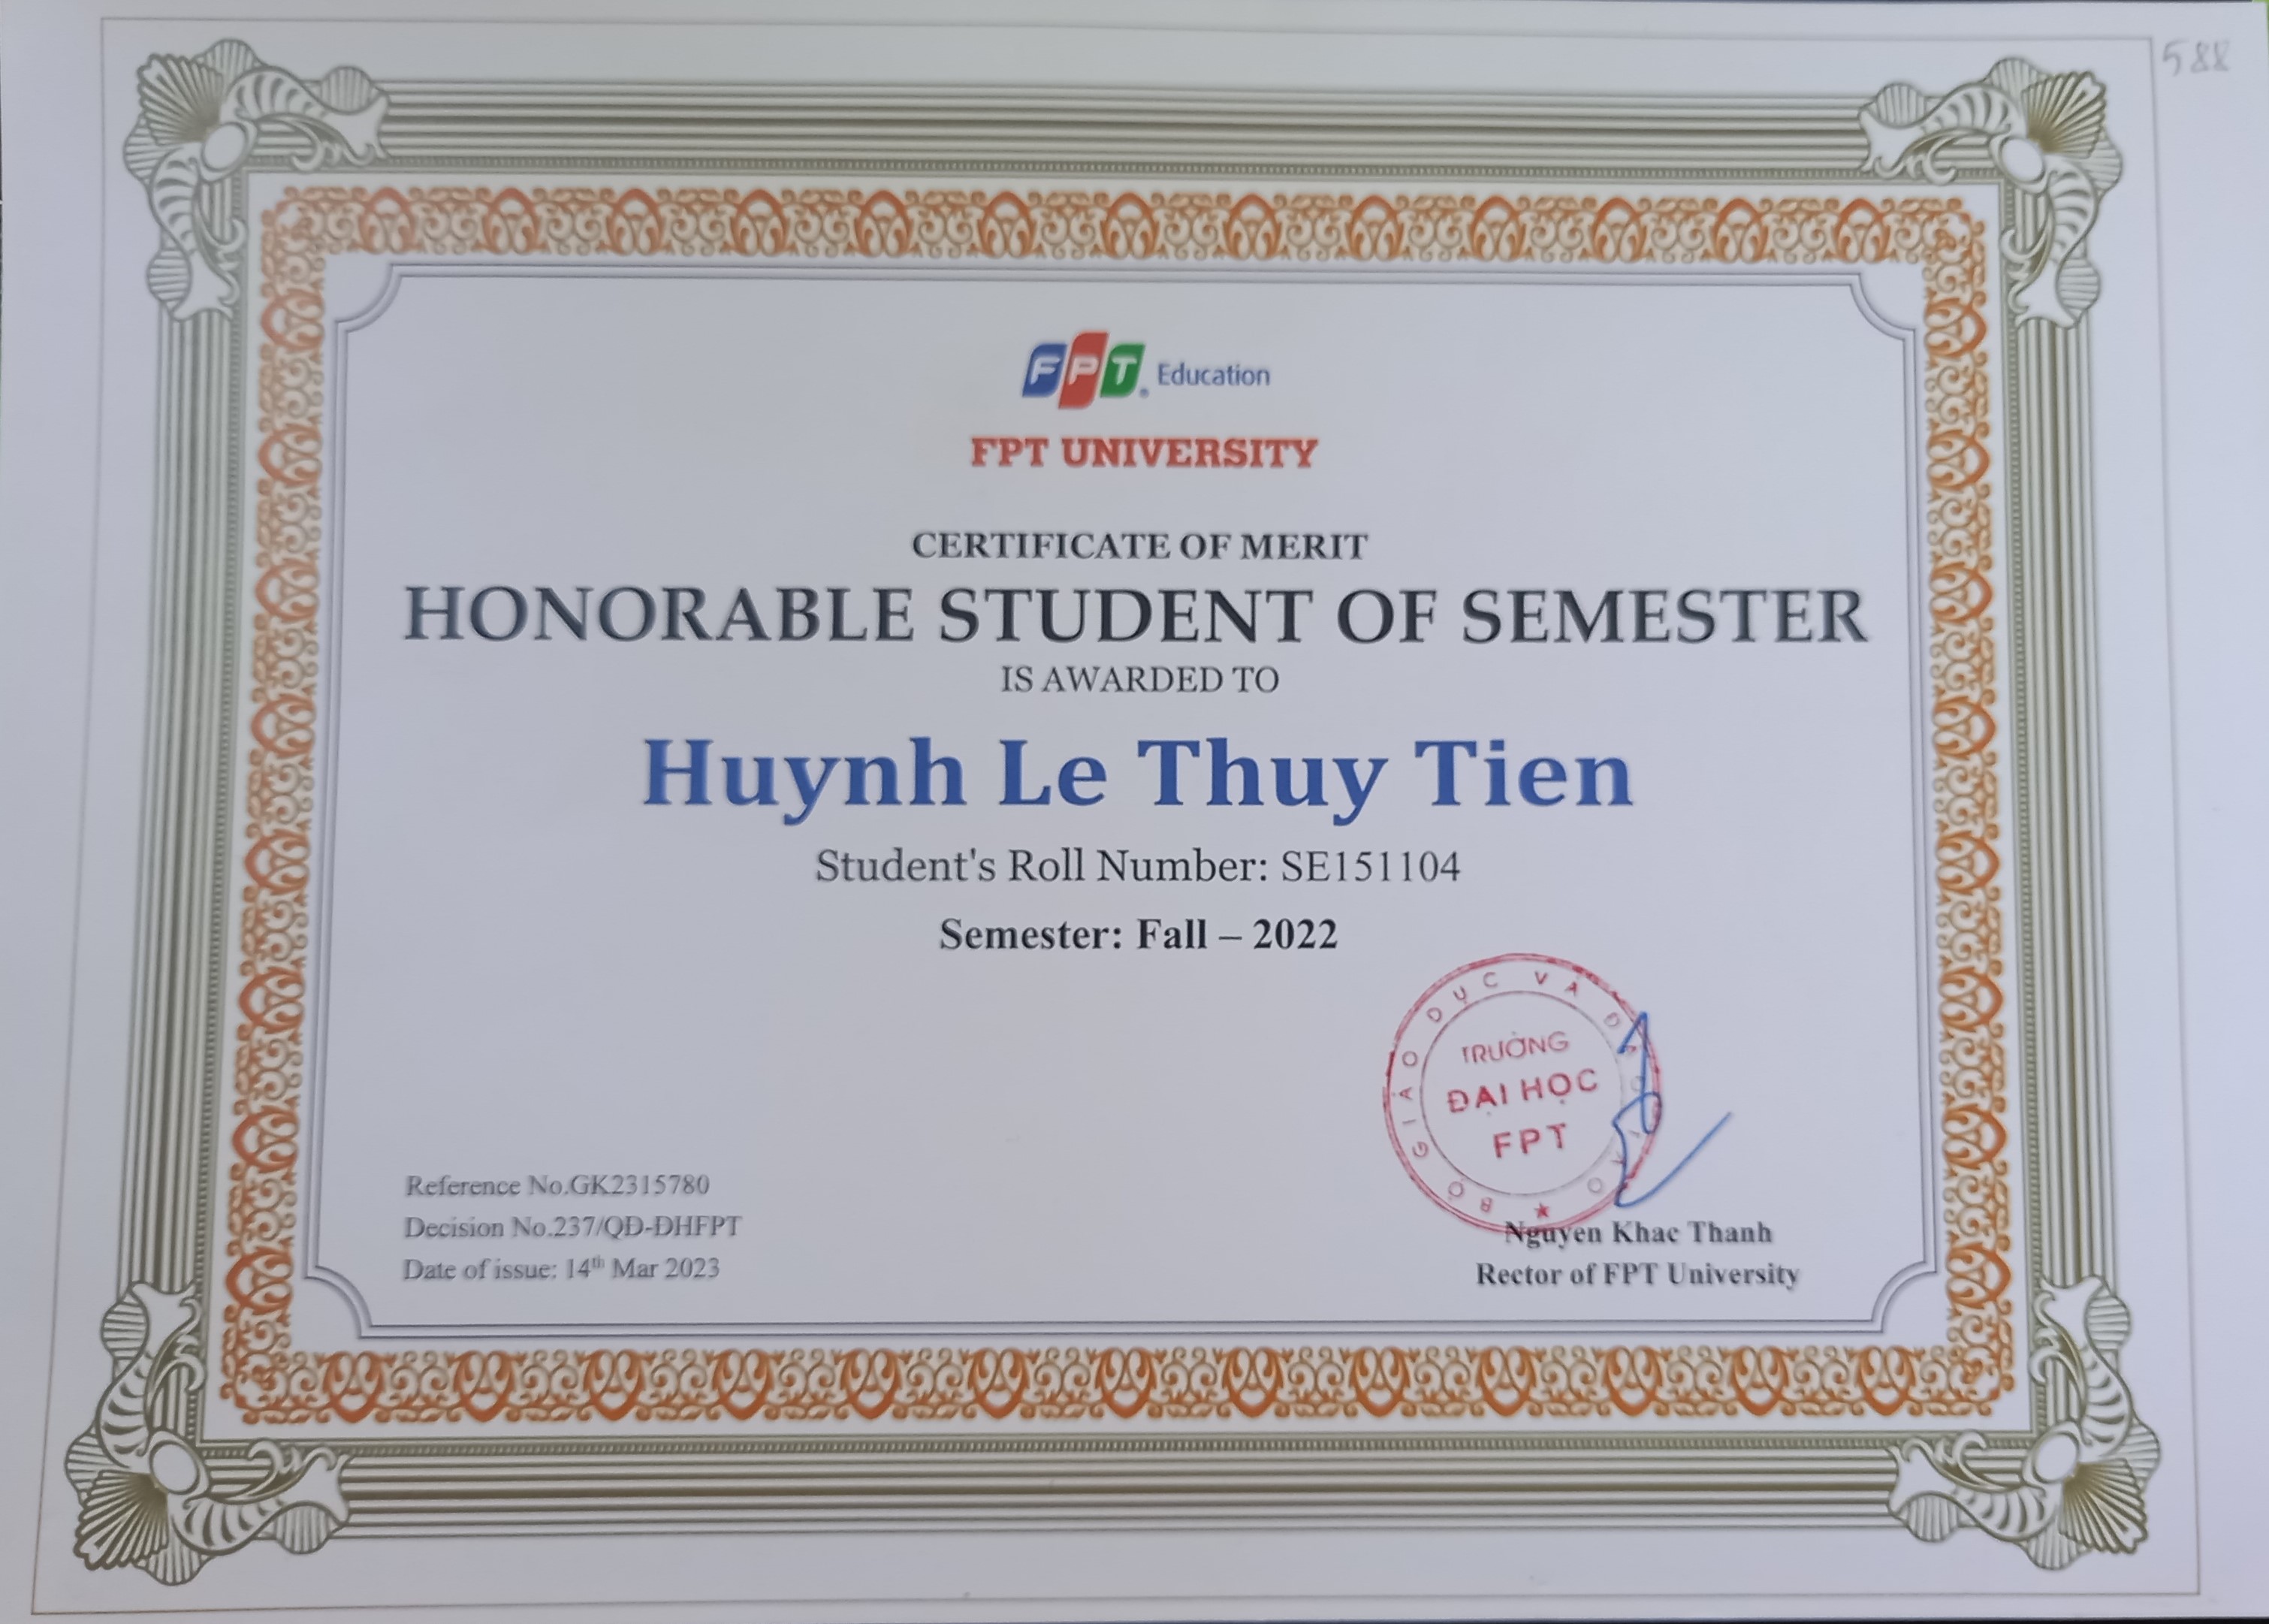 588
FPT Education
FPT UNIVERSITY
CERTIFICATE OF MERIT
HONORABLE STUDENT OF SEMESTER
IS AWARDED TO
Huynh Le Thuy Tien
Student's Roll Number: SE151104
Semester: Fall – 2022
BỘ GIÁO DỤC VÀ ĐÀO TẠO
TRƯỜNG
ĐẠI HỌC
FPT
Reference No.GK2315780
Decision No.237/QĐ-ĐHFPT
Date of issue: 14th Mar 2023
Nguyen Khac Thanh
Rector of FPT University